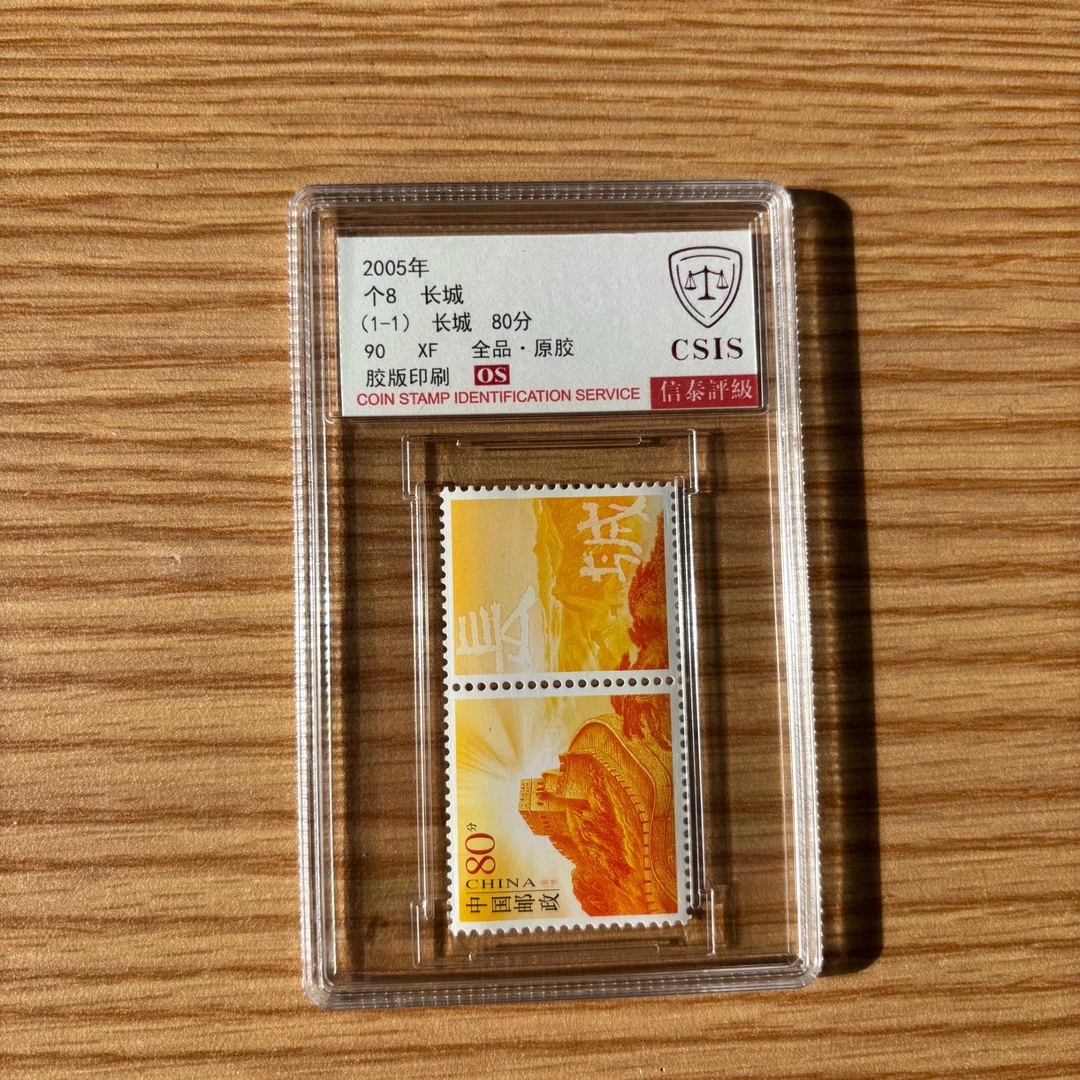 2005年
个8 长城
(1-1) 长城 80分
90 XF 全品·原胶
胶版印刷 OS
COIN STAMP IDENTIFICATION SERVICE
CSIS
信泰評級
長城
80分
CHINA
中国邮政